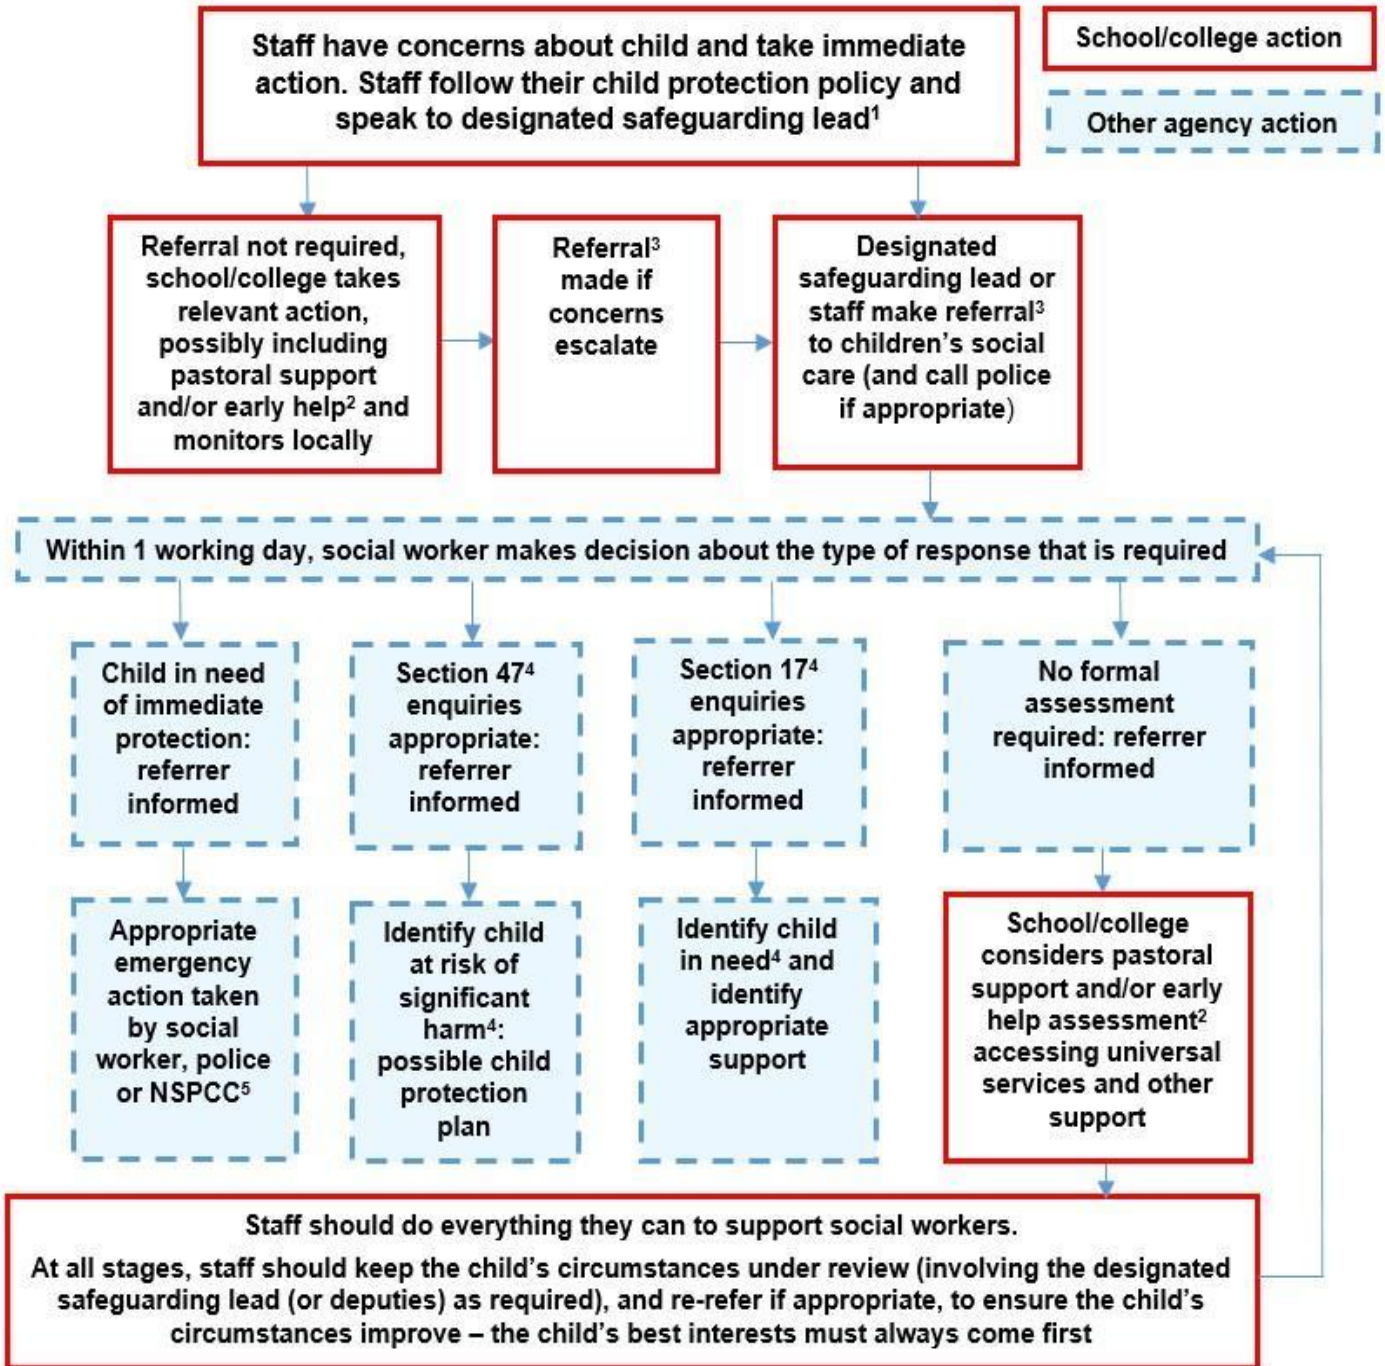 Staff have concerns about child and take immediate
action. Staff follow their child protection policy and
speak to designated safeguarding lead¹
School/college action
Other agency action
Referral not required,
school/college takes
relevant action,
possibly including
pastoral support
and/or early help² and
monitors locally
Referral³
made if
concerns
escalate
Designated
safeguarding lead or
staff make referral³
to children's social
care (and call police
if appropriate)
Within 1 working day, social worker makes decision about the type of response that is required
Child in need
of immediate
protection:
referrer
informed
Section 47⁴
enquiries
appropriate:
referrer
informed
Section 17⁴
enquiries
appropriate:
referrer
informed
No formal
assessment
required: referrer
informed
Appropriate
emergency
action taken
by social
worker, police
or NSPCC⁵
Identify child
at risk of
significant
harm⁴:
possible child
protection
plan
Identify child
in need⁴ and
identify
appropriate
support
School/college
considers pastoral
support and/or early
help assessment²
accessing universal
services and other
support
Staff should do everything they can to support social workers.
At all stages, staff should keep the child's circumstances under review (involving the designated
safeguarding lead (or deputies) as required), and re-refer if appropriate, to ensure the child's
circumstances improve – the child's best interests must always come first